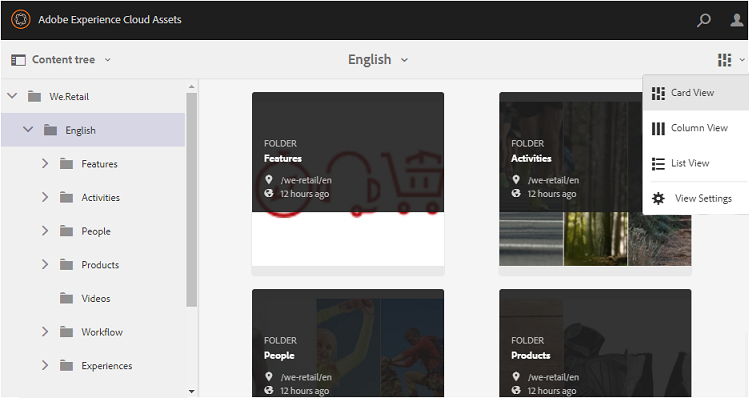 Adobe Experience Cloud Assets
Content tree
English
We.Retail
English
Features
Activities
People
Products
Videos
Workflow
Experiences
FOLDER
Features
/we-retail/en
12 hours ago
FOLDER
Activities
/we-retail/en
12 hours ago
FOLDER
People
/we-retail/en
12 hours ago
FOLDER
Products
/we-retail/en
12 hours ago
Card View
Column View
List View
View Settings